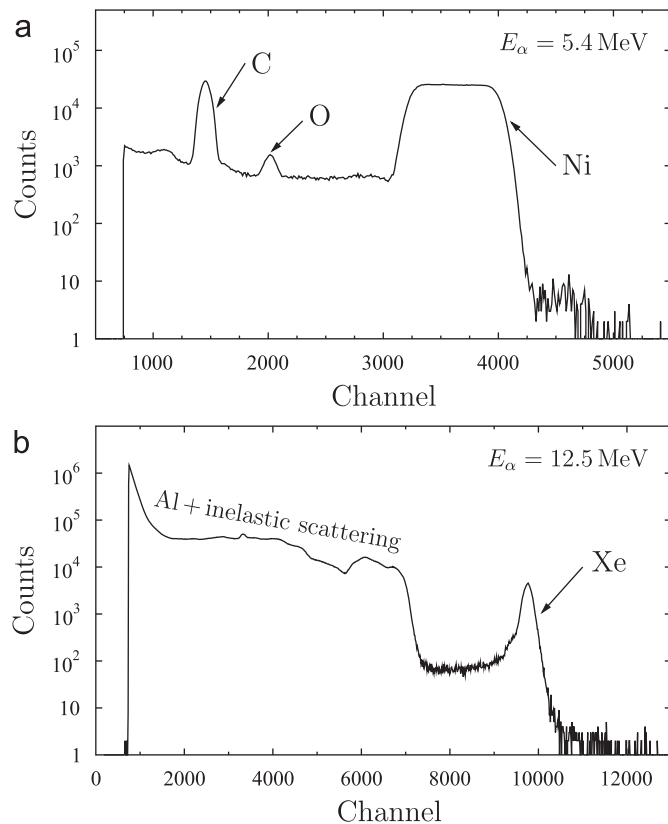 a
E_α = 5.4 MeV
10^5
10^4
10^3
10^2
10
1
Counts
C
O
Ni
1000 2000 3000 4000 5000
Channel
b
E_α = 12.5 MeV
10^6
10^5
10^4
10^3
10^2
10
1
Counts
Al + inelastic scattering
Xe
0 2000 4000 6000 8000 10000 12000
Channel